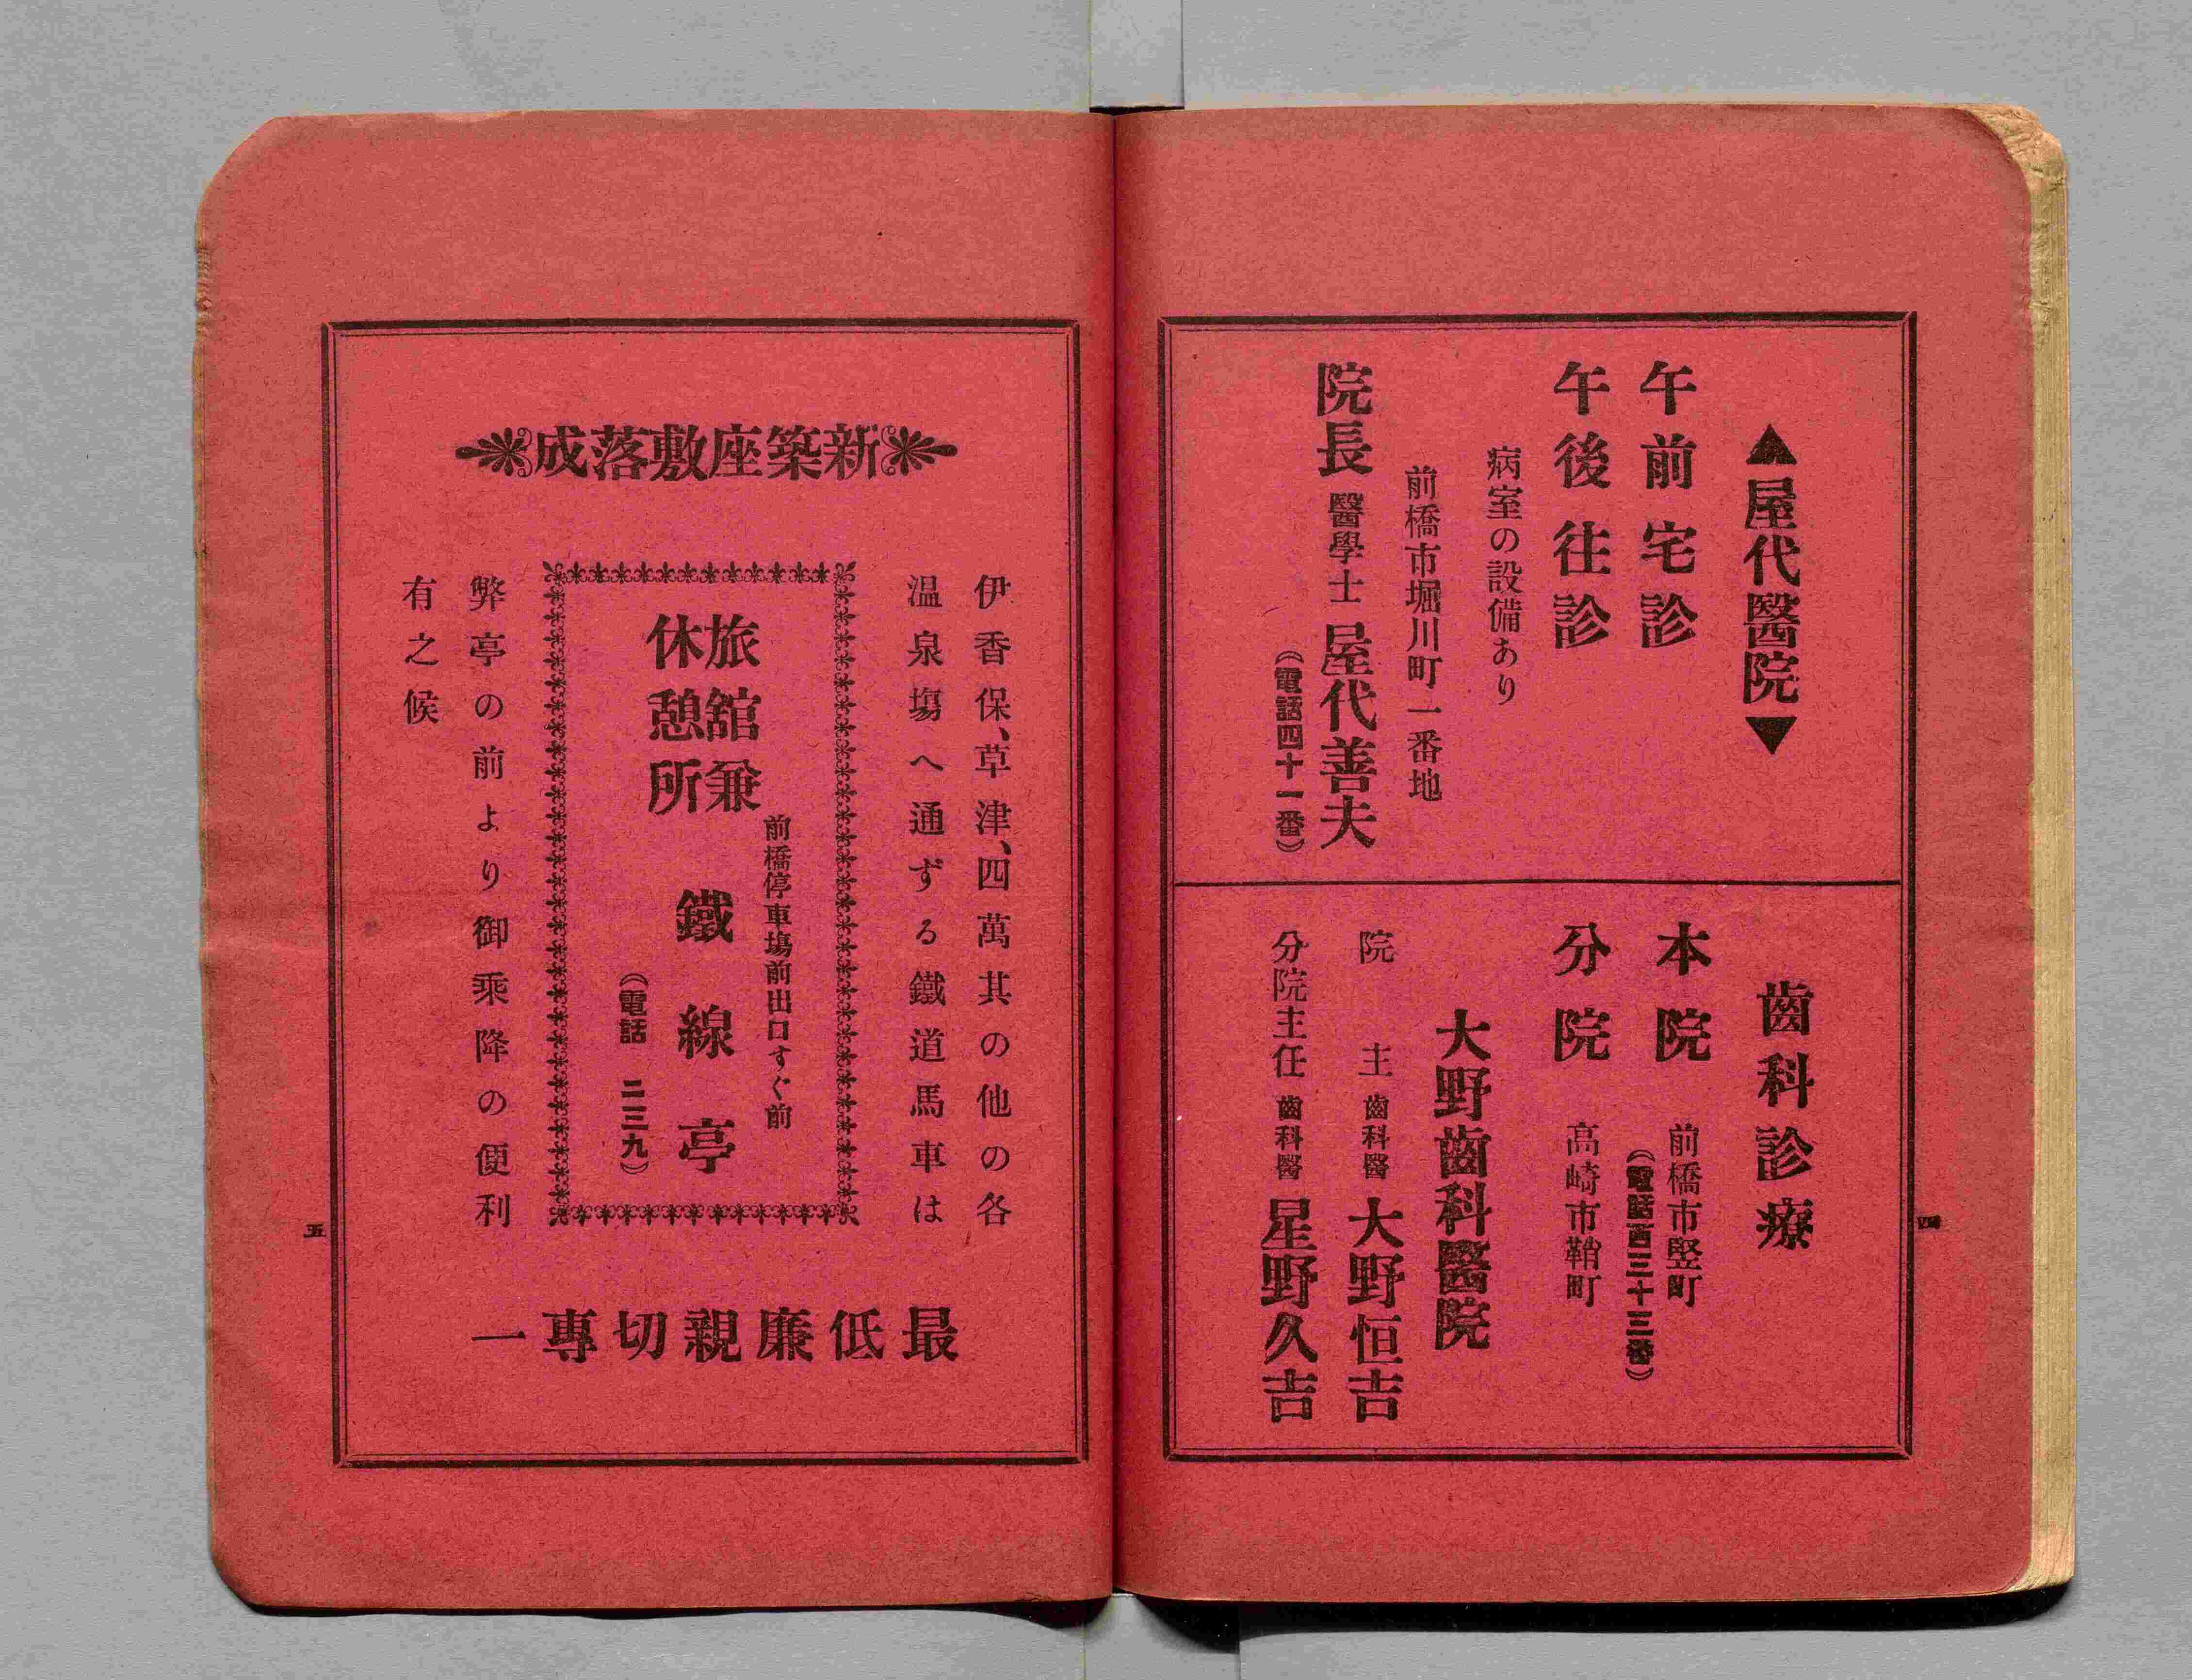 ▲屋代醫院▼
午前宅診
午後往診
病室の設備あり
前橋市堀川町一番地
院長 醫學士 屋代善夫
(電話四十一番)
齒科診療
本院 前橋市竪町
(電話百三十三番)
分院 高崎市鞘町
大野齒科醫院
院主 齒科醫 大野恒吉
分院主任 齒科醫 星野久吉
四
新築座敷落成
伊香保、草津、四萬其の他の各
温泉塲へ通ずる鐵道馬車は
前橋停車塲前出口すぐ前
旅舘兼
休憩所
鐵線亭
(電話 二三九)
弊亭の前より御乘降の便利
有之候
最低廉親切專一
五